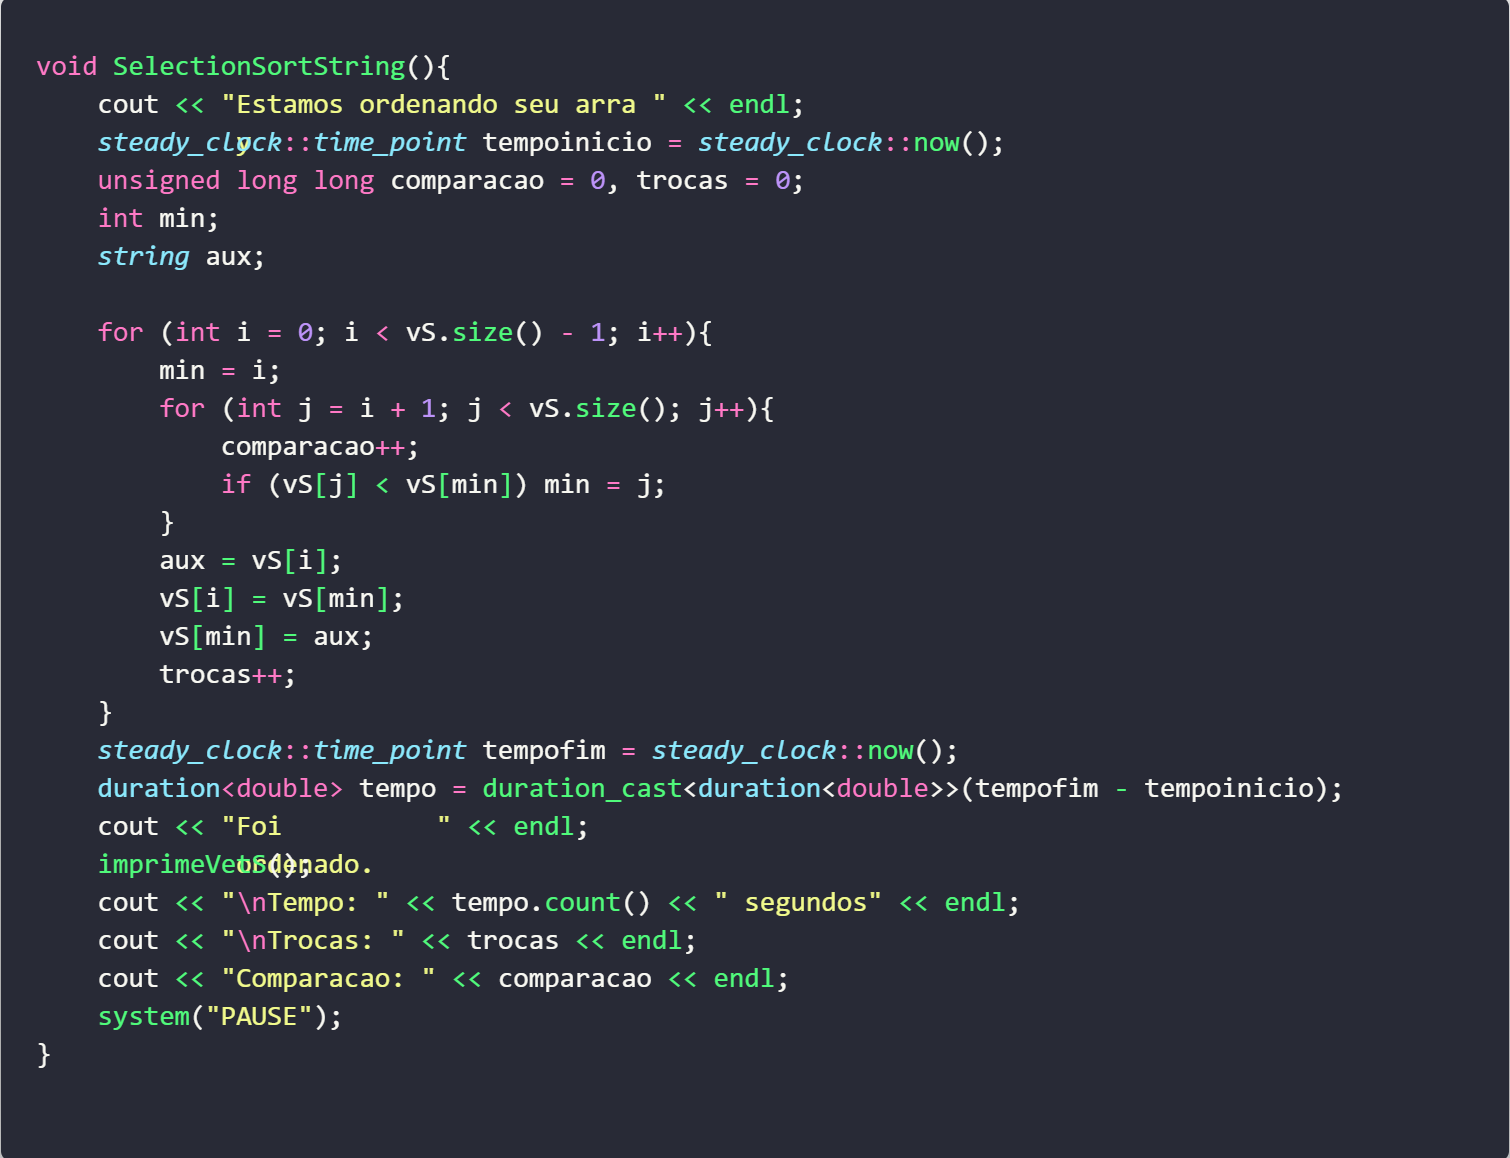 void SelectionSortString(){
    cout << "Estamos ordenando seu array" << endl;
    steady_clock::time_point tempoinicio = steady_clock::now();
    unsigned long long comparacao = 0, trocas = 0;
    int min;
    string aux;

    for (int i = 0; i < vS.size() - 1; i++){
        min = i;
        for (int j = i + 1; j < vS.size(); j++){
            comparacao++;
            if (vS[j] < vS[min]) min = j;
        }
        aux = vS[i];
        vS[i] = vS[min];
        vS[min] = aux;
        trocas++;
    }
    steady_clock::time_point tempofim = steady_clock::now();
    duration<double> tempo = duration_cast<duration<double>>(tempofim - tempoinicio);
    cout << "Foi ordenado." << endl;
    imprimeVetS();
    cout << "\nTempo: " << tempo.count() << " segundos" << endl;
    cout << "\nTrocas: " << trocas << endl;
    cout << "Comparacao: " << comparacao << endl;
    system("PAUSE");
}